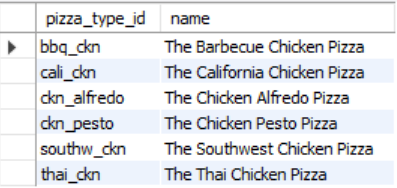 pizza_type_id name
bbq_ckn The Barbecue Chicken Pizza
cali_ckn The California Chicken Pizza
ckn_alfredo The Chicken Alfredo Pizza
ckn_pesto The Chicken Pesto Pizza
southw_ckn The Southwest Chicken Pizza
thai_ckn The Thai Chicken Pizza